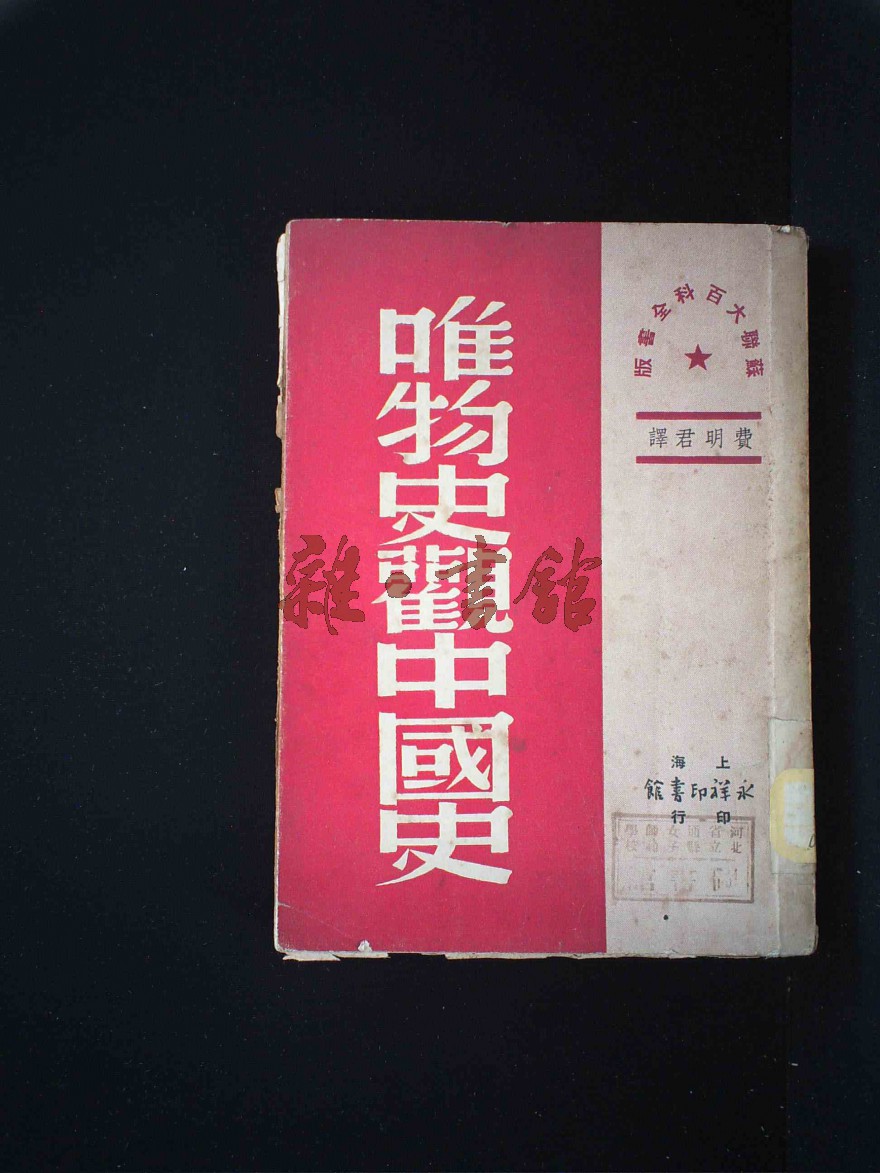 蘇聯大百科全書版
費明君譯
唯物史觀中國史
上海
永祥印書館
印行
河北省立通縣女子師範學校
雜·書館